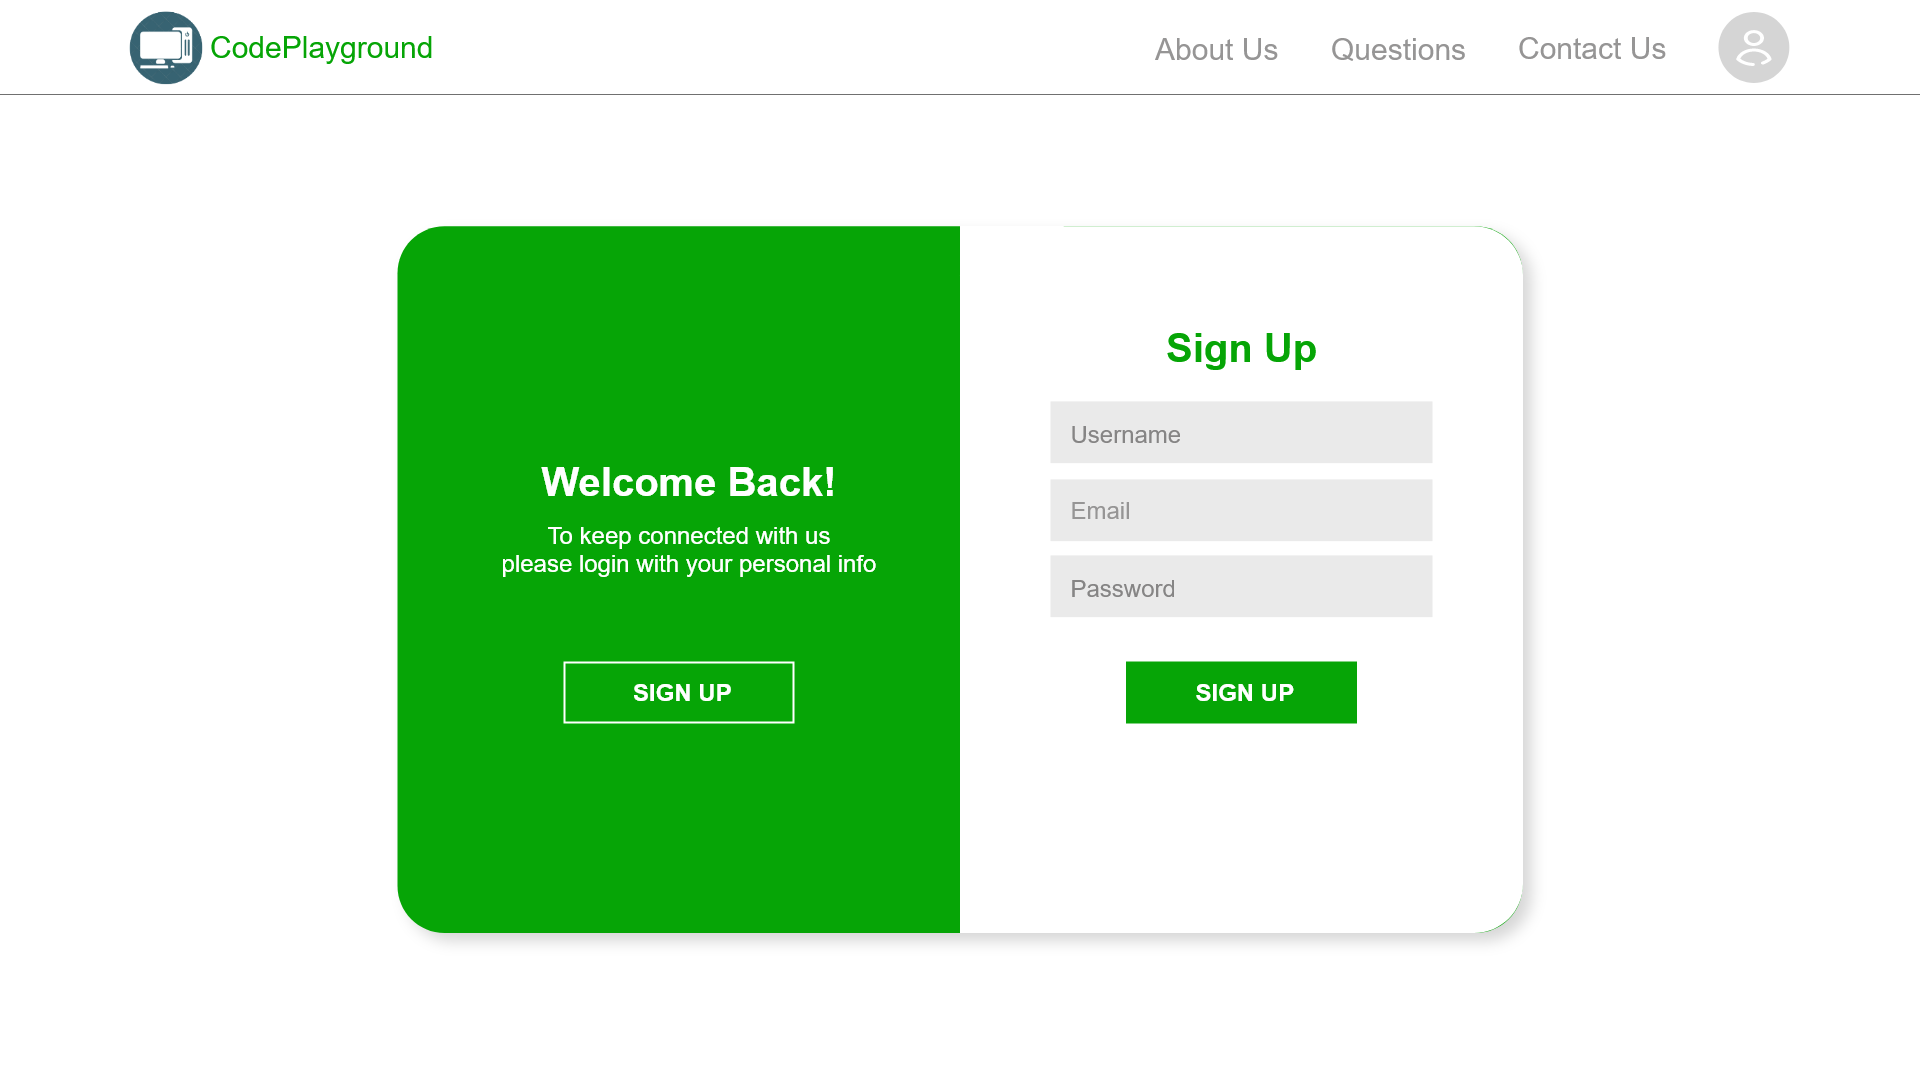 CodePlayground
About Us
Questions
Contact Us
Welcome Back!
To keep connected with us
please login with your personal info
SIGN UP
Sign Up
Username
Email
Password
SIGN UP